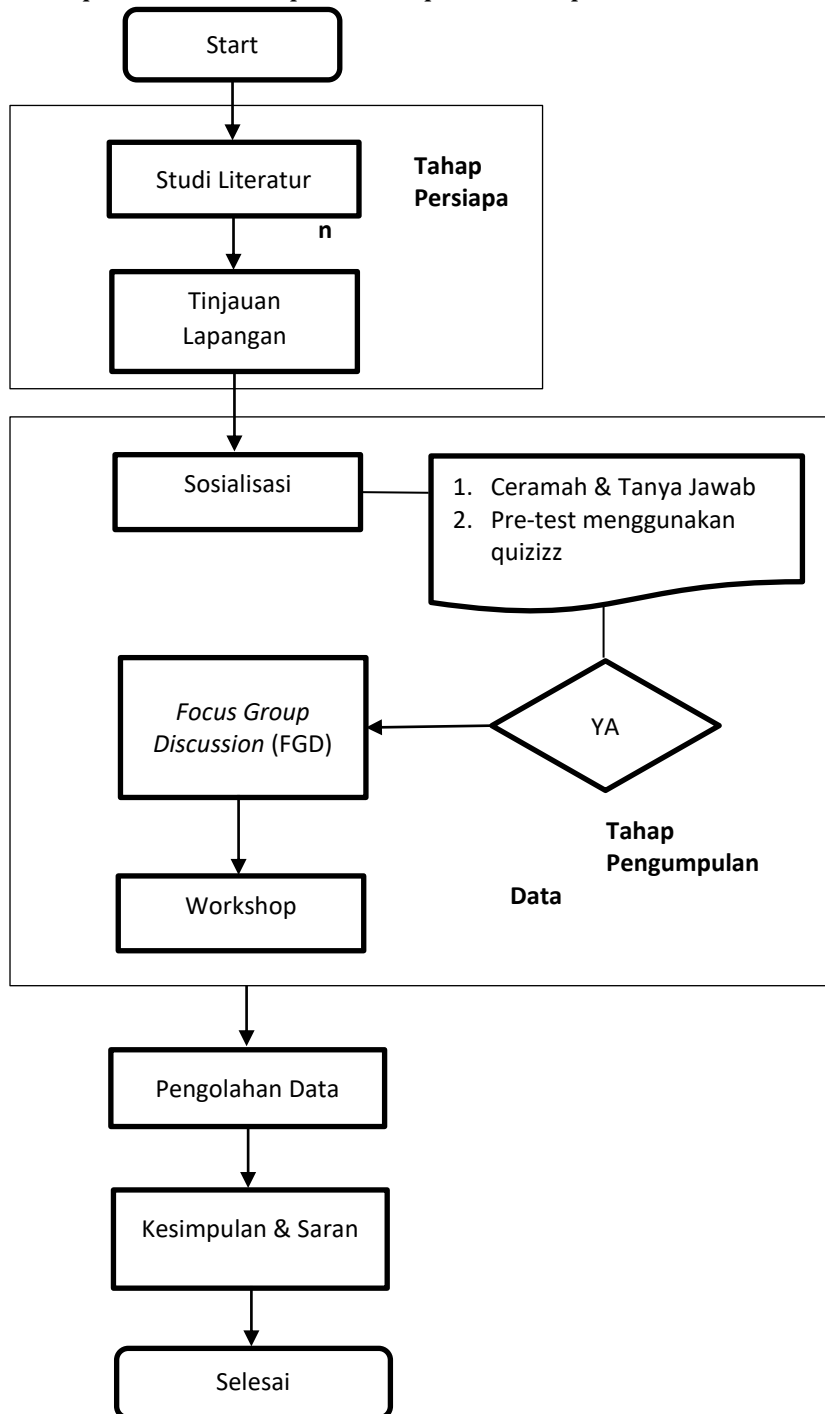 Start
Studi Literatur
Tahap
Persiapa
n
Tinjauan
Lapangan
Sosialisasi
1. Ceramah & Tanya Jawab
2. Pre-test menggunakan
quizizz
Focus Group
Discussion (FGD)
YA
Tahap
Pengumpulan
Data
Workshop
Pengolahan Data
Kesimpulan & Saran
Selesai